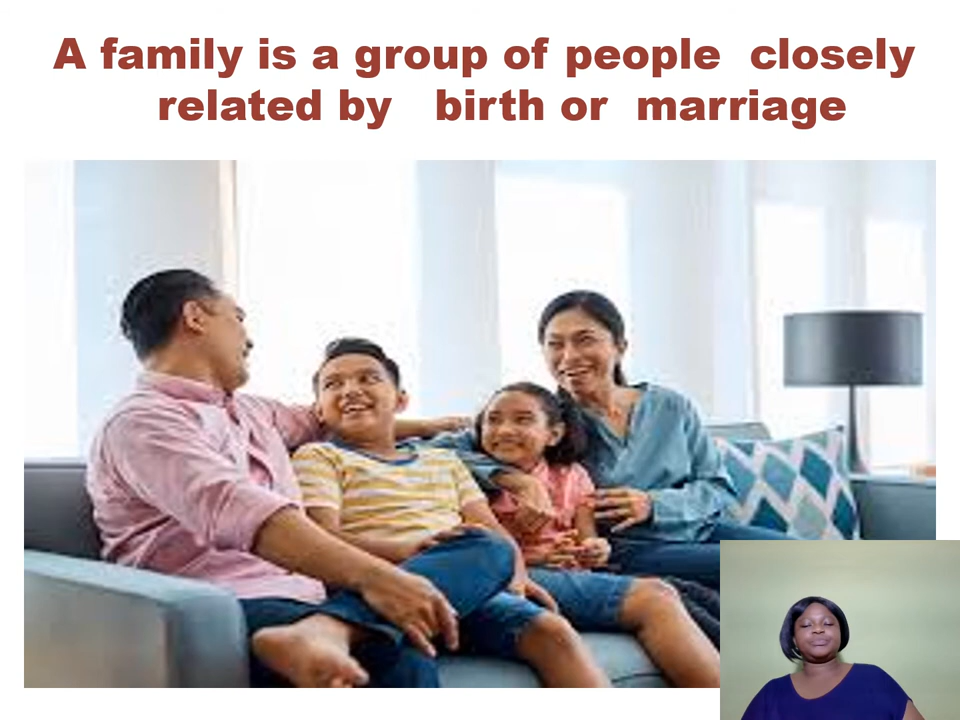 A family is a group of people closely
related by birth or marriage